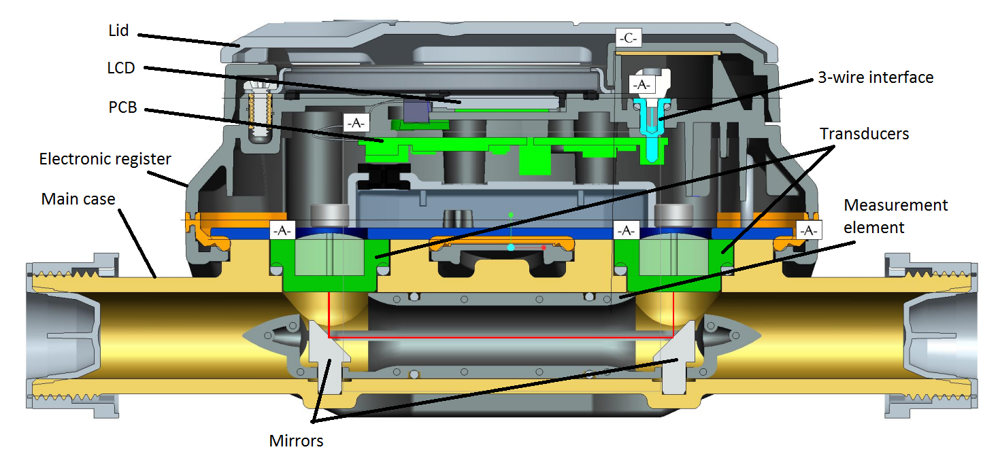 Lid
-C-
LCD
3-wire interface
-A-
PCB
-A-
Transducers
Electronic register
Main case
Measurement
element
-A-
-A-
-A-
Mirrors